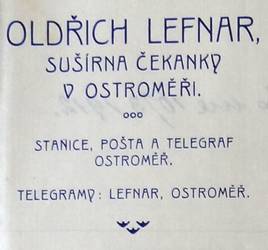 OLDŘICH LEFNAR,
SUŠÍRNA ČEKANKY
V OSTROMĚŘI.
STANICE, POŠTA A TELEGRAF
OSTROMĚŘ.
TELEGRAMY: LEFNAR, OSTROMĚŘ.